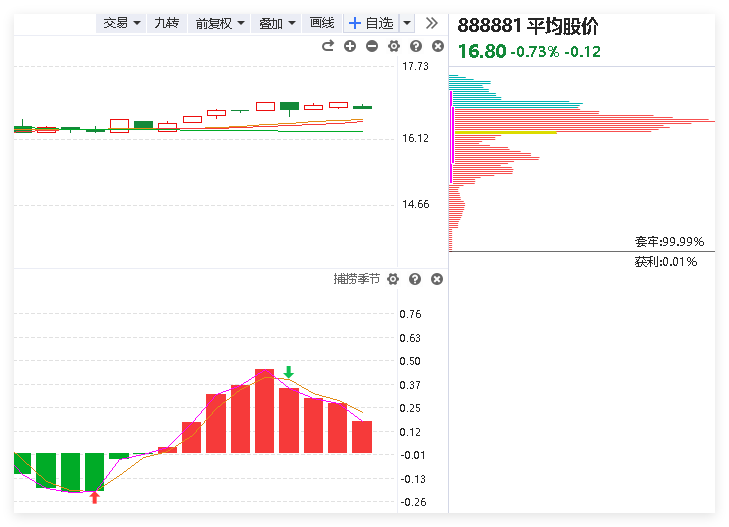 交易 九转 前复权 叠加 画线 自选
888881 平均股价
16.80 -0.73% -0.12
17.73
16.12
14.66
套牢:99.99%
获利:0.01%
捕捞季节
0.76
0.63
0.50
0.37
0.25
0.12
-0.01
-0.13
-0.26